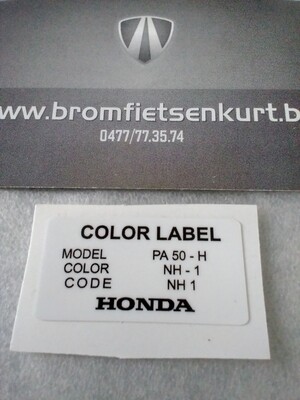 www.bromfietsenkurt.b
0477/77.35.74
COLOR LABEL
MODEL PA 50 - H
COLOR NH - 1
CODE NH 1
HONDA